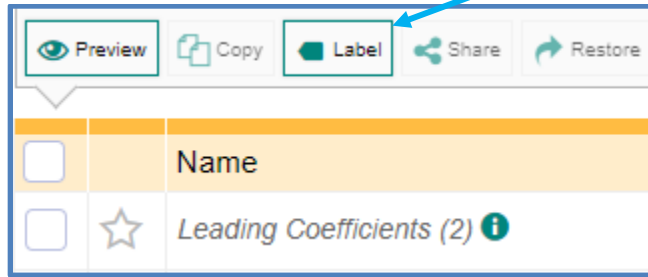 Preview Copy Label Share Restore
Name
Leading Coefficients (2)